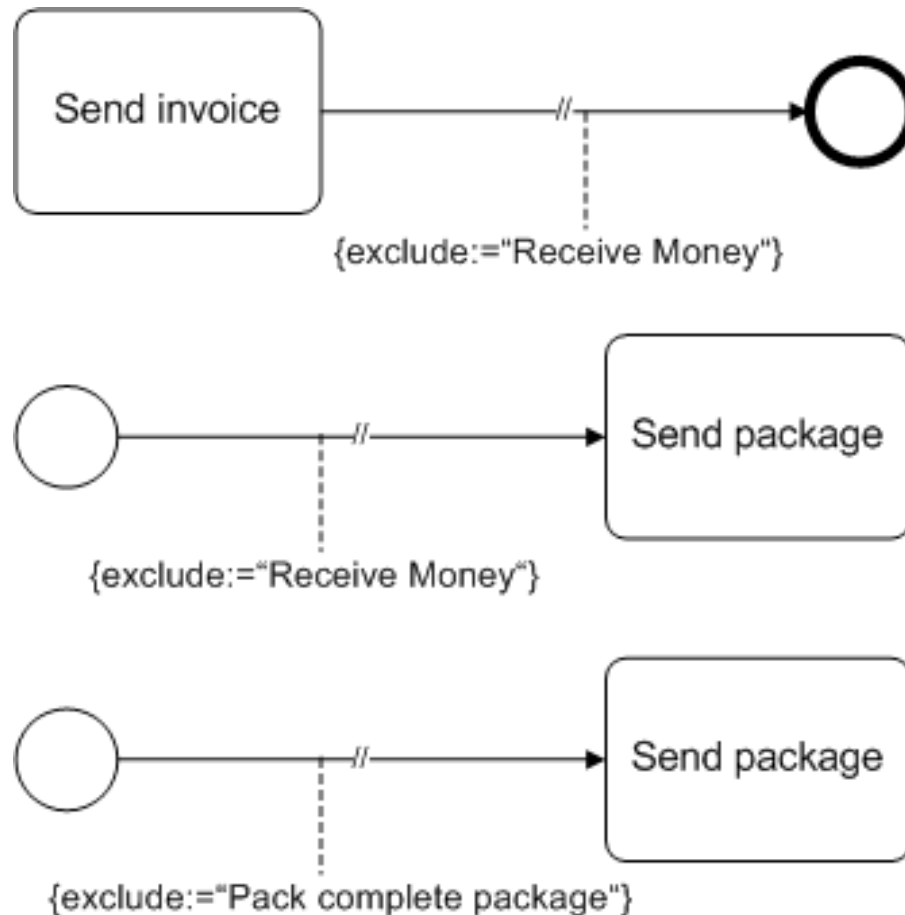 Send invoice
//
{exclude:=“Receive Money“}
//
Send package
{exclude:=“Receive Money“}
//
Send package
{exclude:=“Pack complete package“}